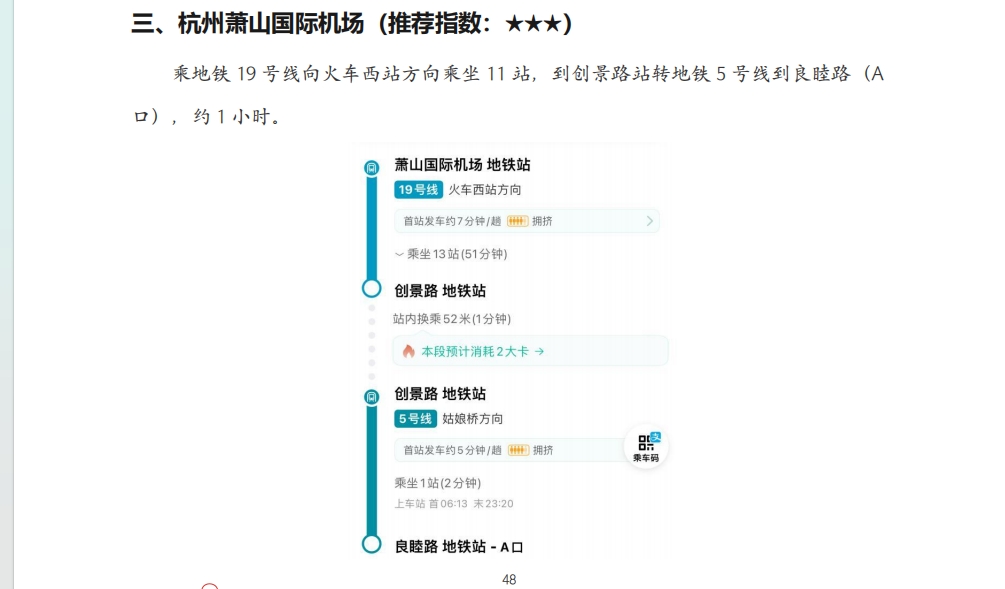 三、杭州萧山国际机场（推荐指数：★★★）
乘地铁 19 号线向火车西站方向乘坐 11 站，到创景路站转地铁 5 号线到良睦路（A
口），约 1 小时。
萧山国际机场 地铁站
19号线 火车西站方向
首站发车约7分钟/趟 拥挤
乘坐13站(51分钟)
创景路 地铁站
站内换乘52米(1分钟)
本段预计消耗2大卡 →
创景路 地铁站
5号线 姑娘桥方向
首站发车约5分钟/趟 拥挤
支
乘车码
乘坐1站(2分钟)
上车站 首06:13 末23:20
良睦路 地铁站 - A口
48